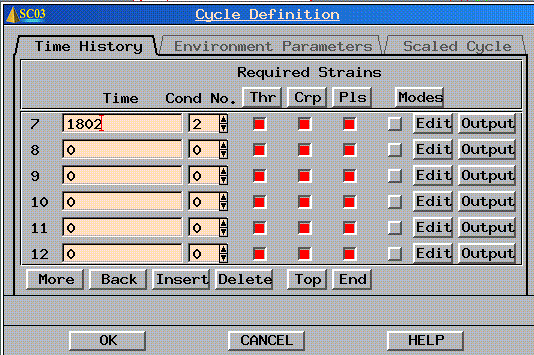 SC03 Cycle Definition
Time History Environment Parameters Scaled Cycle
Required Strains
Time Cond No. Thr Crp Pls Modes
7 1802 2 Edit Output
8 0 0 Edit Output
9 0 0 Edit Output
10 0 0 Edit Output
11 0 0 Edit Output
12 0 0 Edit Output
More Back Insert Delete Top End
OK CANCEL HELP